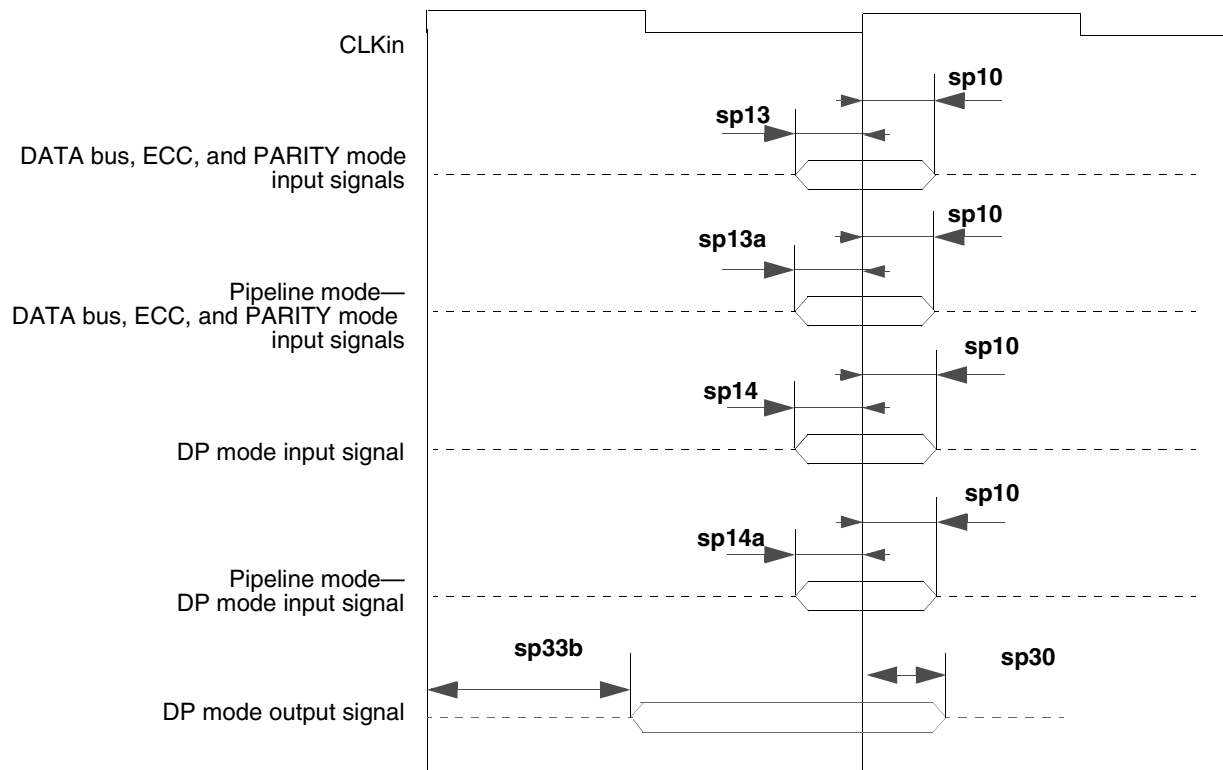 CLKin
sp10
sp13
DATA bus, ECC, and PARITY mode
input signals
sp10
sp13a
Pipeline mode—
DATA bus, ECC, and PARITY mode
input signals
sp10
sp14
DP mode input signal
sp10
sp14a
Pipeline mode—
DP mode input signal
sp33b
sp30
DP mode output signal